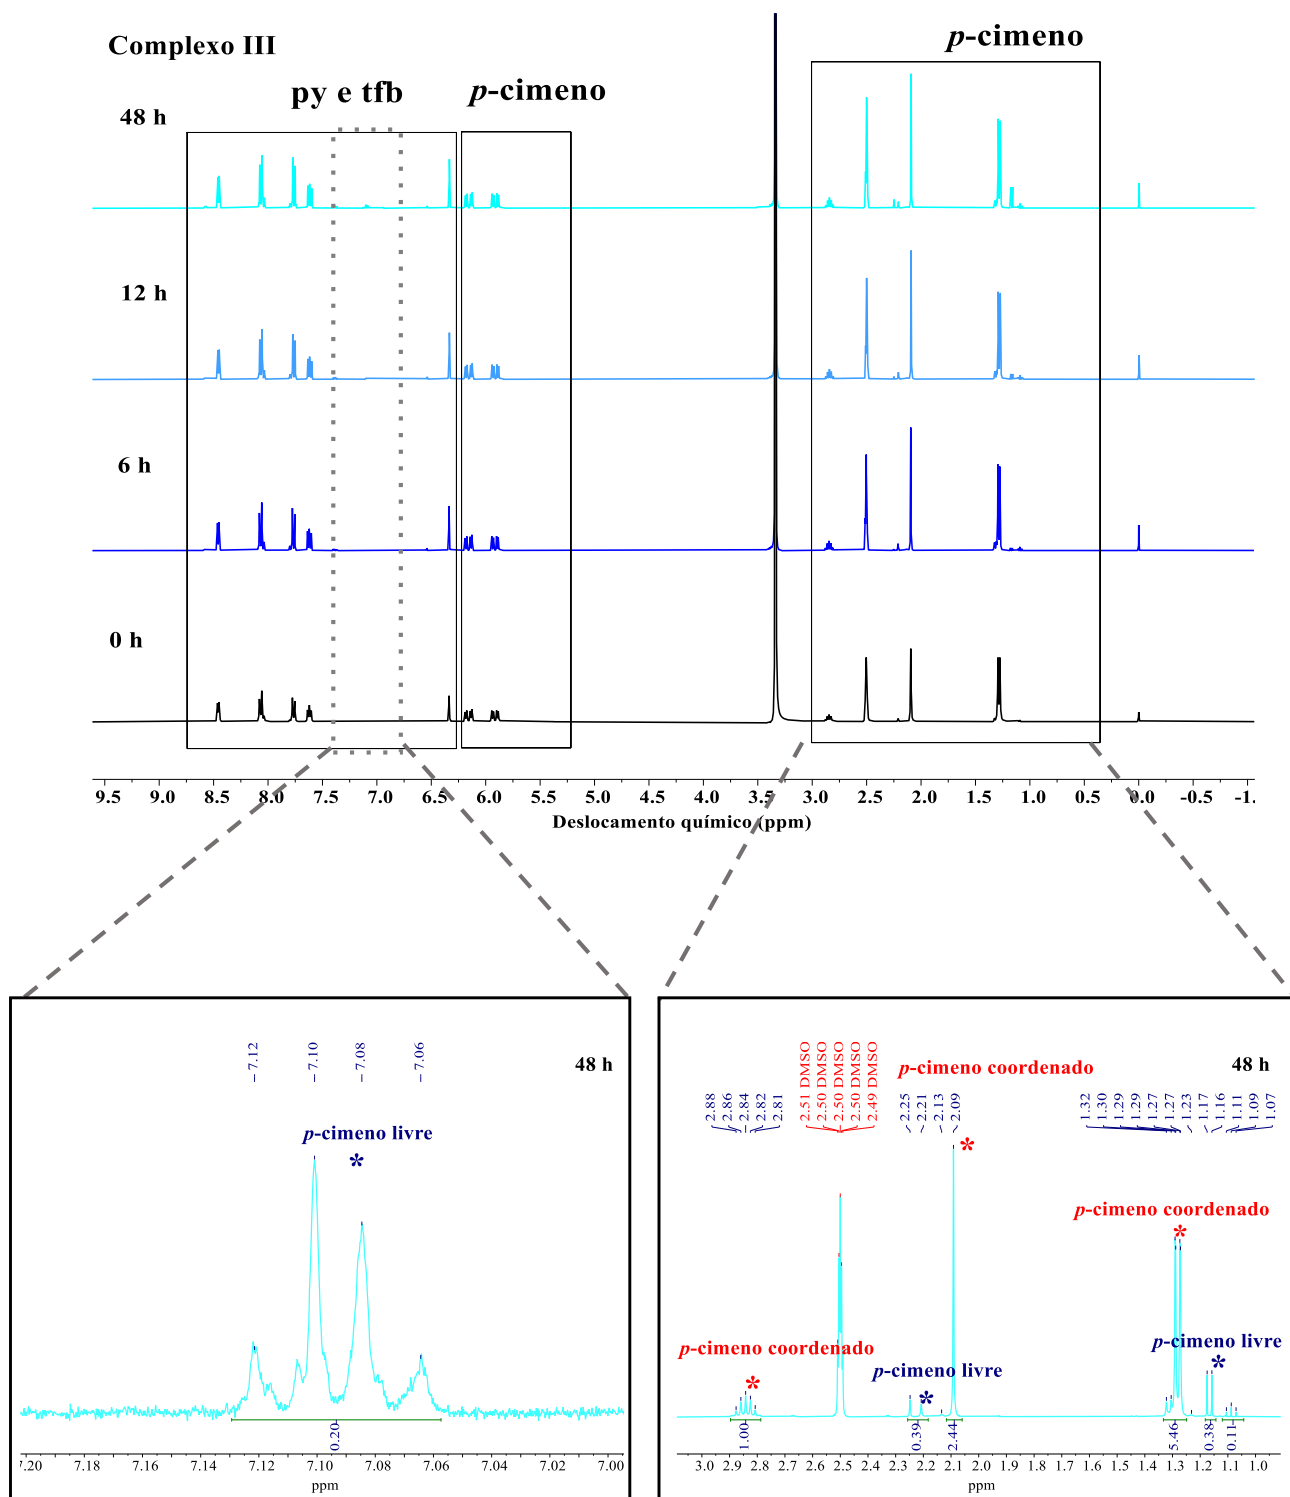 Complexo III
p-cimeno
py e tfb
p-cimeno
48 h
12 h
6 h
0 h
9.5 9.0 8.5 8.0 7.5 7.0 6.5 6.0 5.5 5.0 4.5 4.0 3.5 3.0 2.5 2.0 1.5 1.0 0.5 0.0 -0.5 -1.
Deslocamento químico (ppm)
7.12 7.10 7.08 7.06
48 h
p-cimeno livre
*
0.20
7.20 7.18 7.16 7.14 7.12 7.10 7.08 7.06 7.04 7.02 7.00
ppm
48 h
p-cimeno coordenado
2.88 2.86 2.84 2.82 2.81
2.51 DMSO
2.50 DMSO
2.50 DMSO
2.50 DMSO
2.49 DMSO
2.25 2.21 2.13 2.09
1.32 1.30 1.29 1.29 1.27 1.27 1.23 1.17 1.16 1.11 1.09 1.07
*
p-cimeno coordenado
*
p-cimeno coordenado
*
p-cimeno livre
*
p-cimeno livre
*
1.00 0.39 2.44 5.46 0.38 0.11
3.0 2.9 2.8 2.7 2.6 2.5 2.4 2.3 2.2 2.1 2.0 1.9 1.8 1.7 1.6 1.5 1.4 1.3 1.2 1.1 1.0
ppm